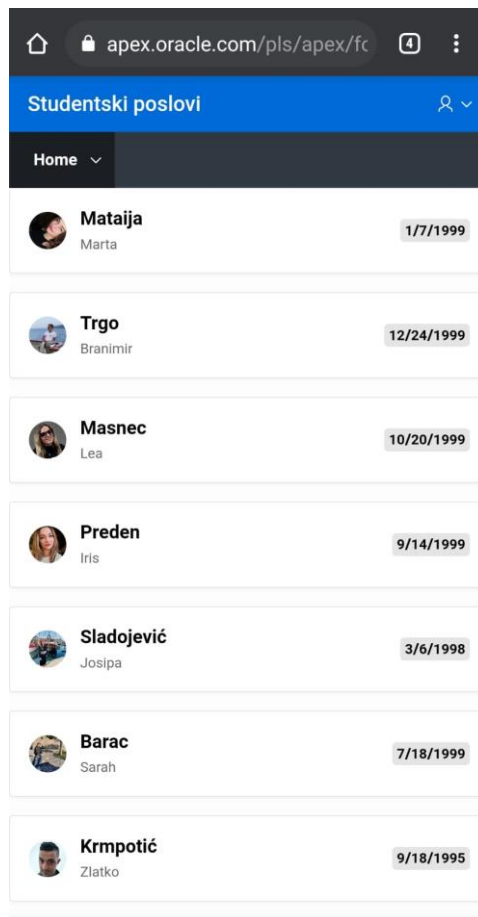 apex.oracle.com/pls/apex/fo
4
Studentski poslovi
Home
Mataija
Marta
1/7/1999
Trgo
Branimir
12/24/1999
Masnec
Lea
10/20/1999
Preden
Iris
9/14/1999
Sladojević
Josipa
3/6/1998
Barac
Sarah
7/18/1999
Krmpotić
Zlatko
9/18/1995